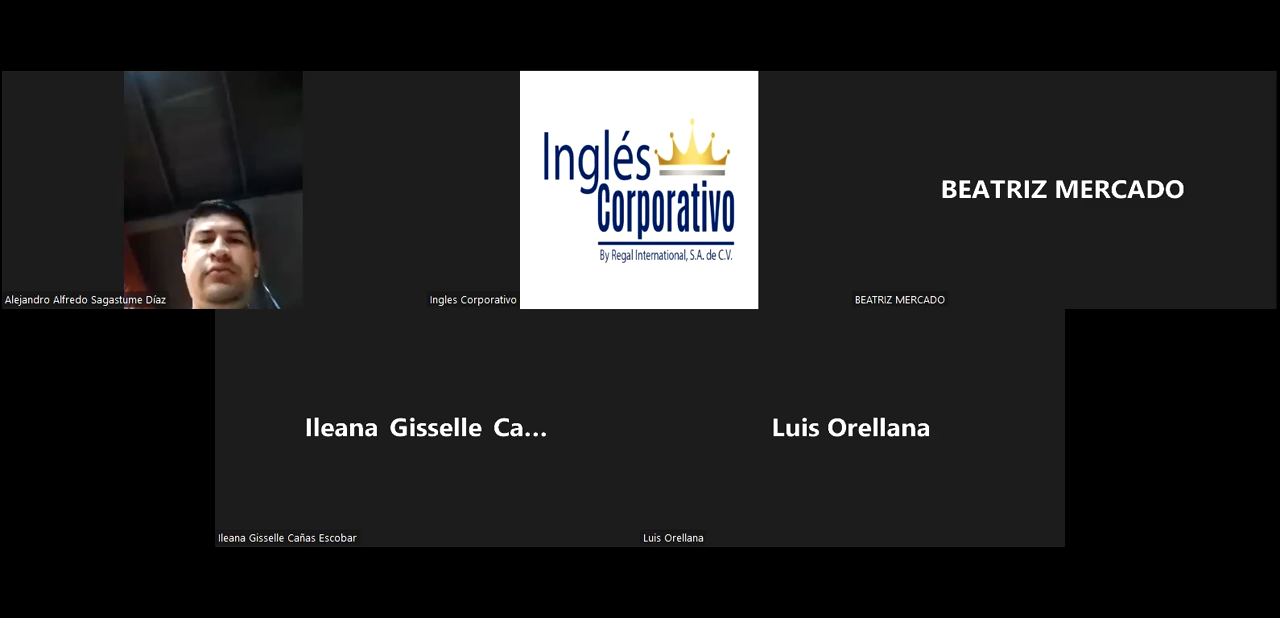 Inglés
Corporativo
By Regal International, S.A. de C.V.
BEATRIZ MERCADO
Alejandro Alfredo Sagastume Díaz
Ingles Corporativo
BEATRIZ MERCADO
Ileana Gisselle Ca...
Luis Orellana
Ileana Gisselle Cañas Escobar
Luis Orellana